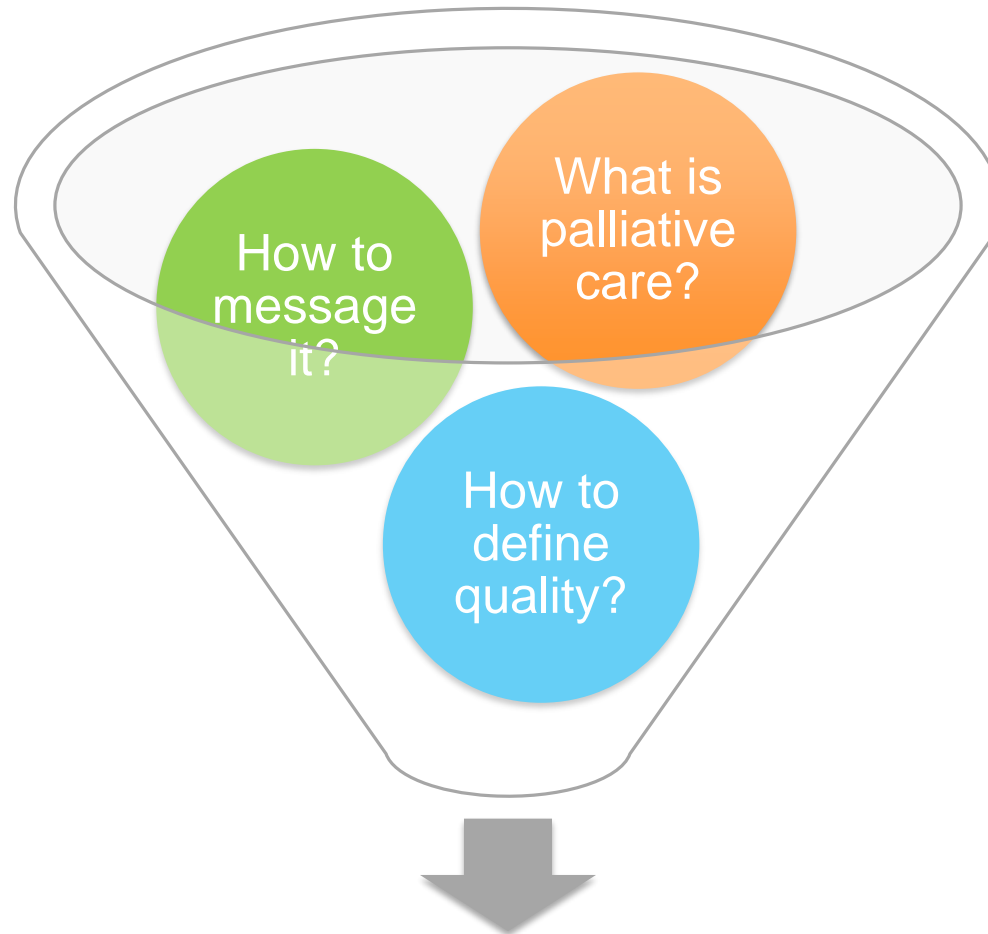 What is
palliative
care?
How to
message
it?
How to
define
quality?